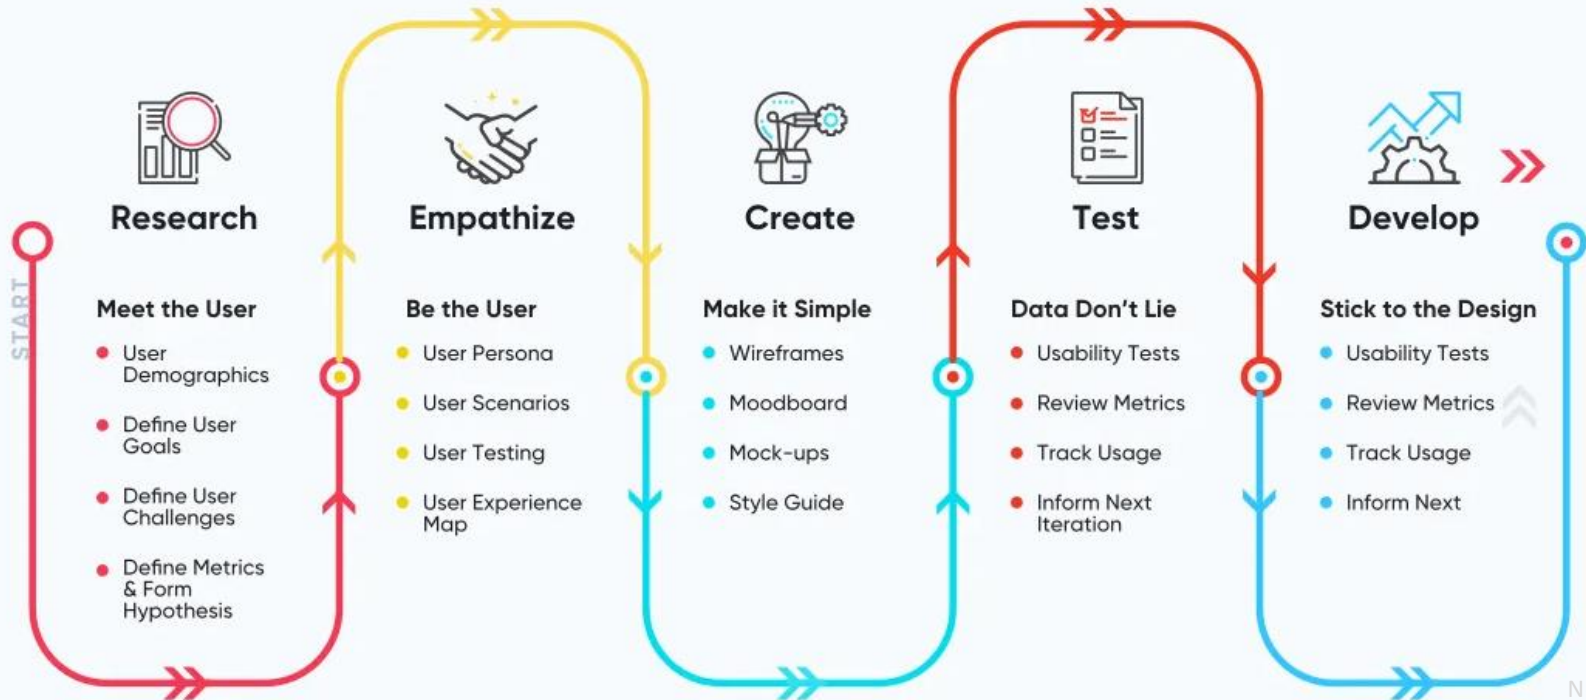 START
Research
Meet the User
User
Demographics
Define User
Goals
Define User
Challenges
Define Metrics
& Form
Hypothesis
Empathize
Be the User
User Persona
User Scenarios
User Testing
User Experience
Map
Create
Make it Simple
Wireframes
Moodboard
Mock-ups
Style Guide
Test
Data Don't Lie
Usability Tests
Review Metrics
Track Usage
Inform Next
Iteration
Develop
Stick to the Design
Usability Tests
Review Metrics
Track Usage
Inform Next
N